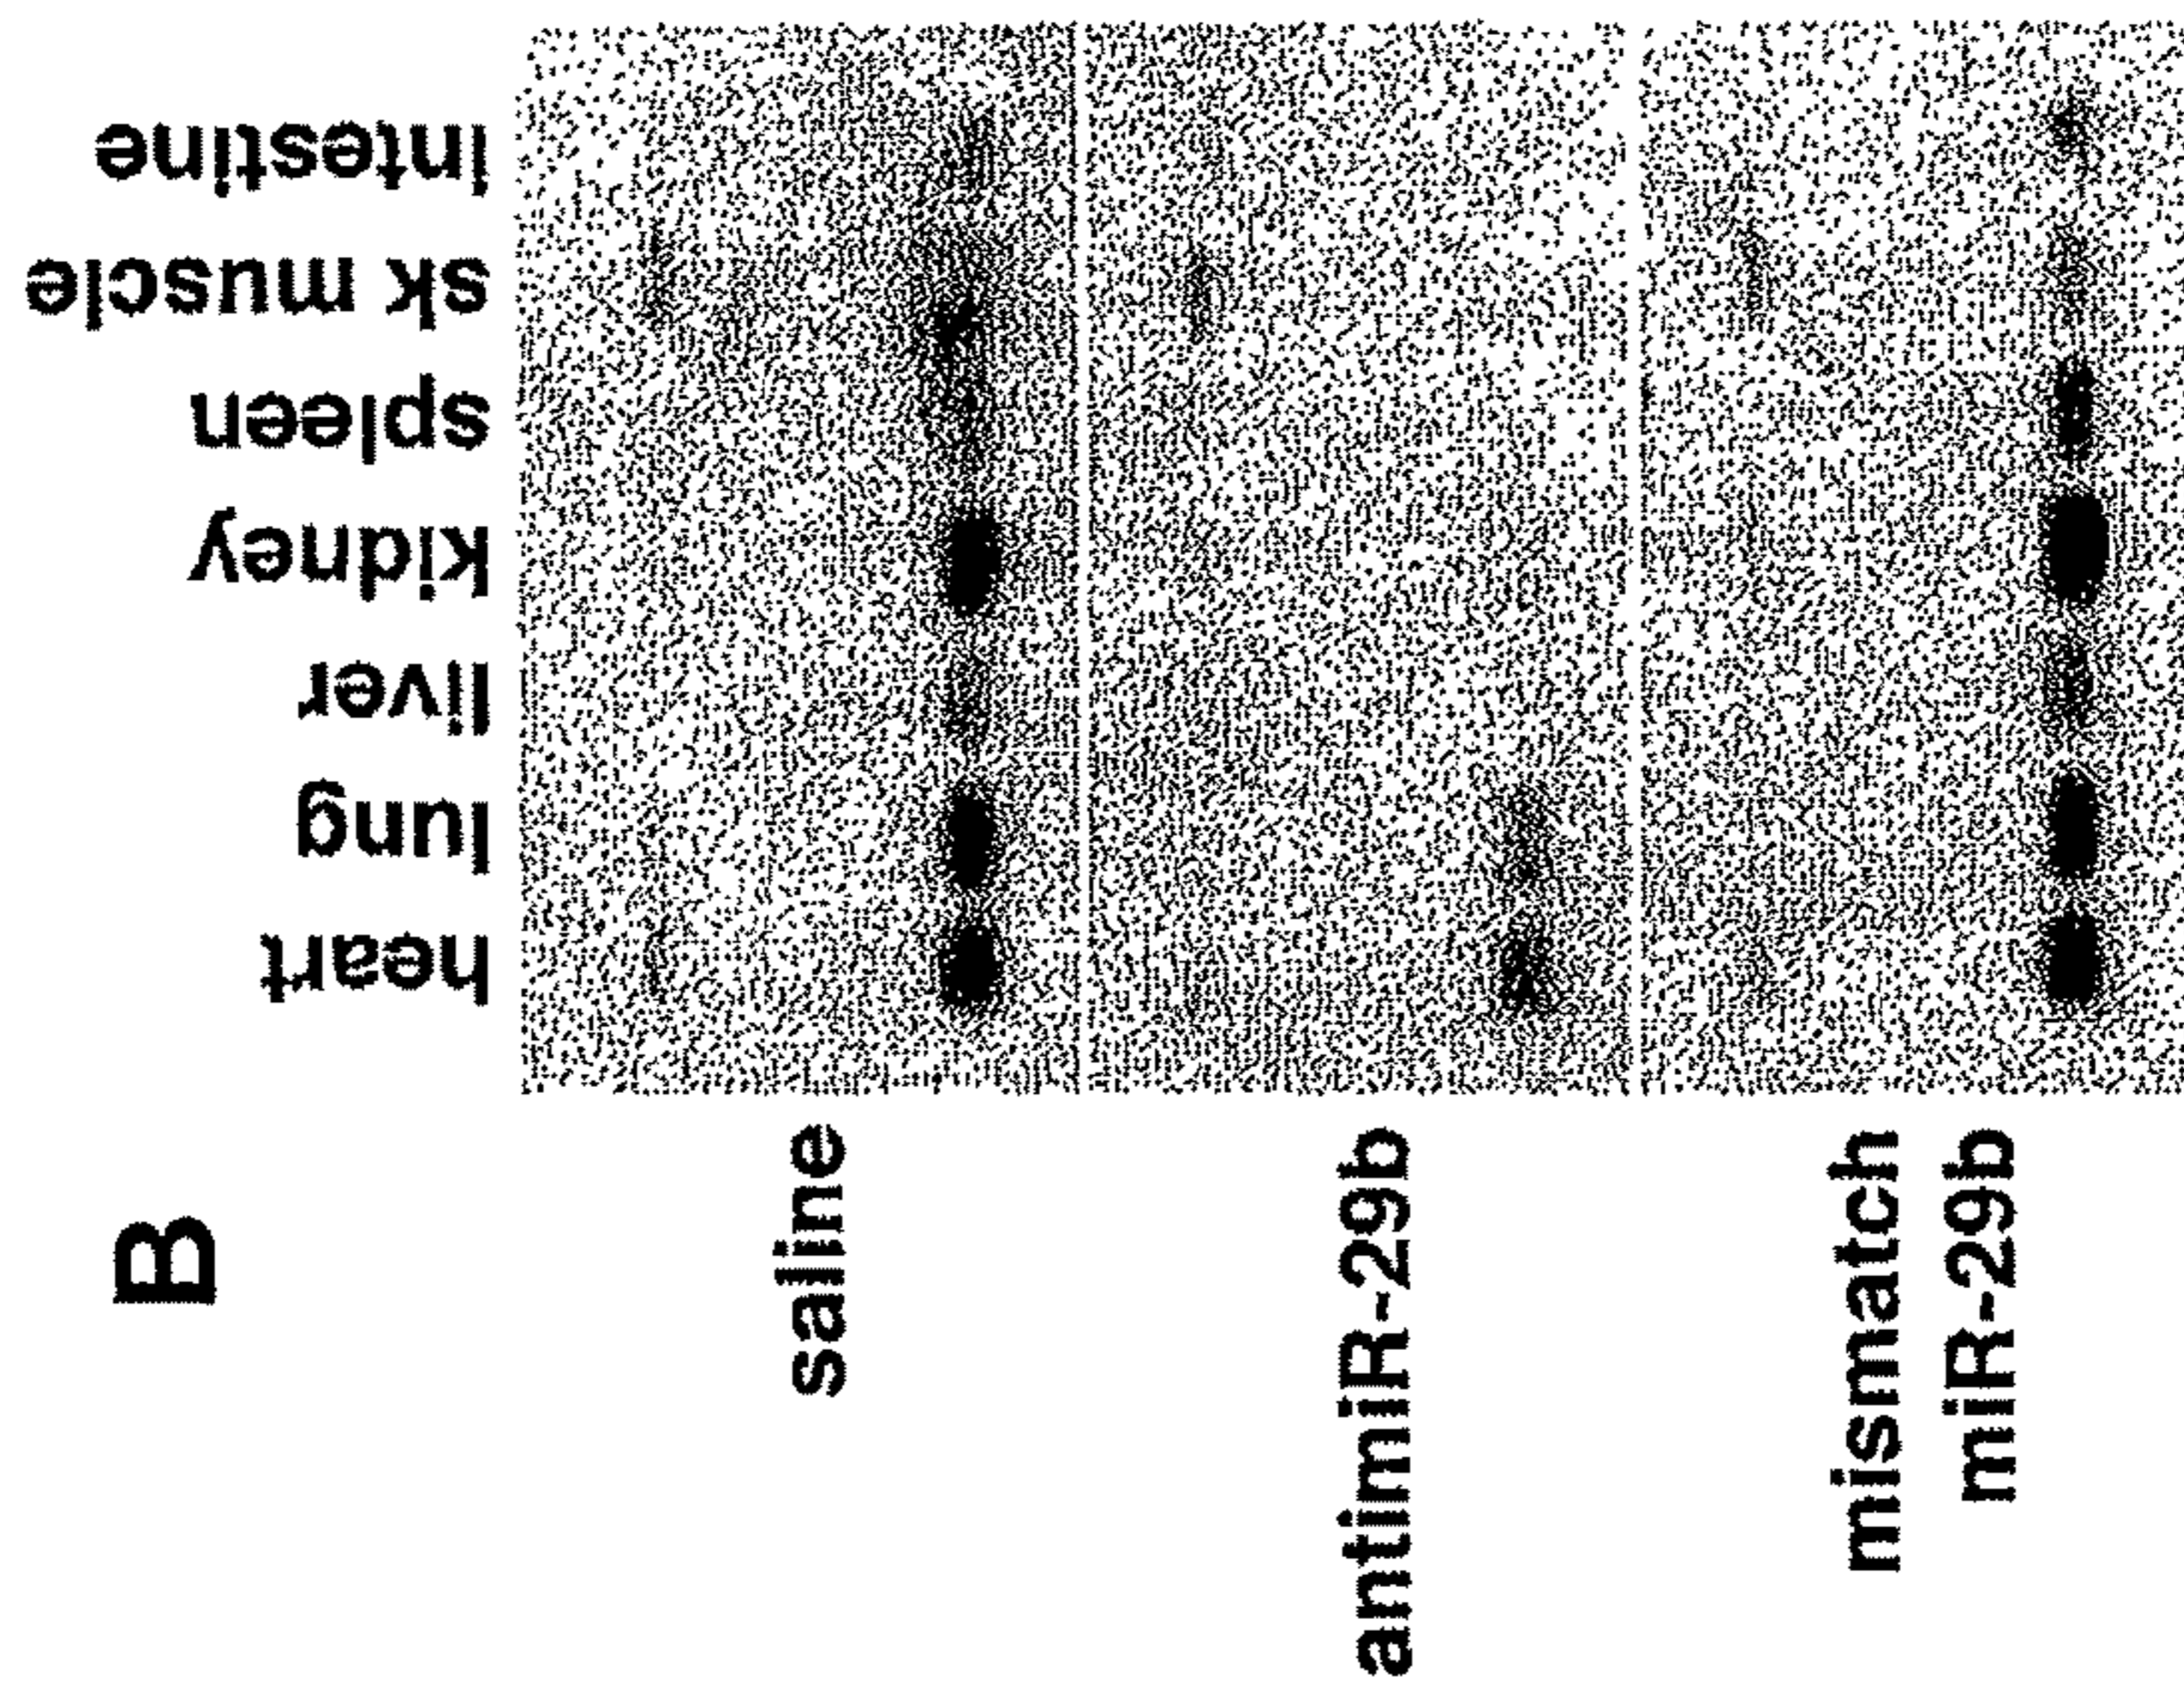 B
heart
lung
liver
kidney
spleen
sk muscle
intestine
saline
antimiR-29b
mismatch
miR-29b